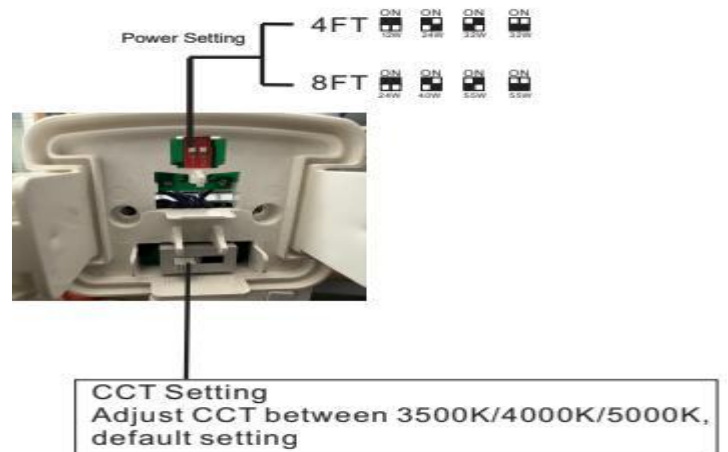 4FT ON ON ON ON
12W 24W 32W 32W
Power Setting
8FT ON ON ON ON
24W 40W 55W 55W
CCT Setting
Adjust CCT between 3500K/4000K/5000K,
default setting